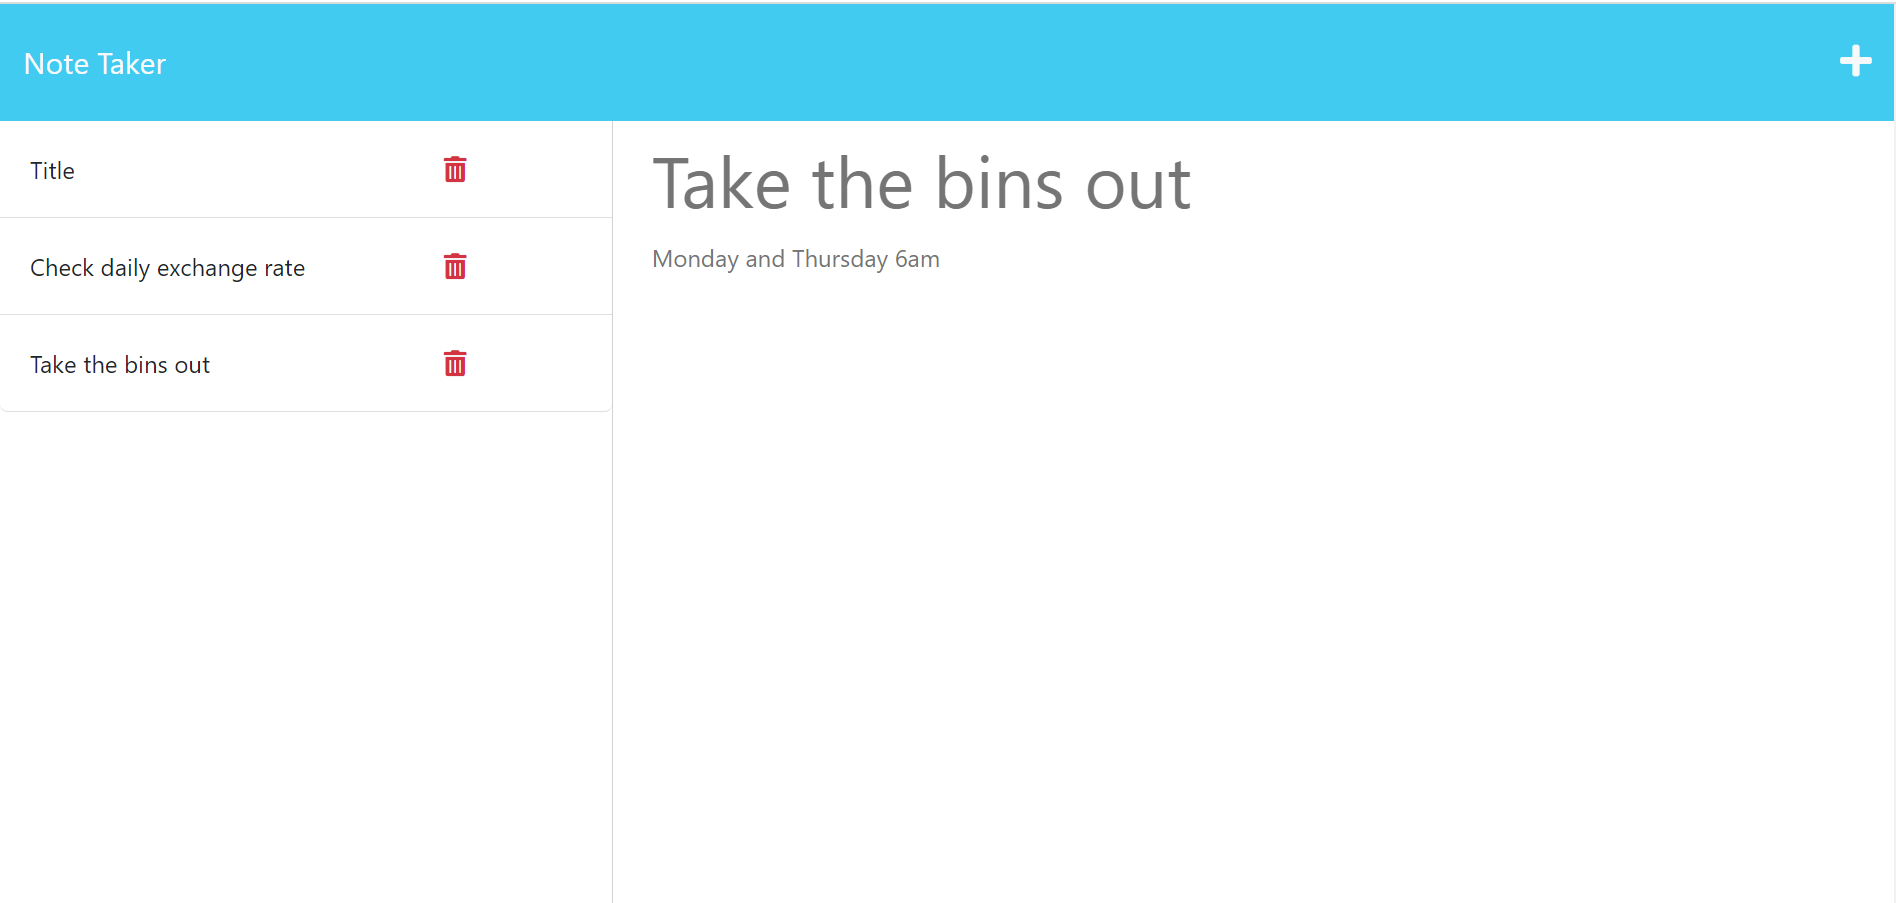 Note Taker
Title
Check daily exchange rate
Take the bins out
Take the bins out
Monday and Thursday 6am